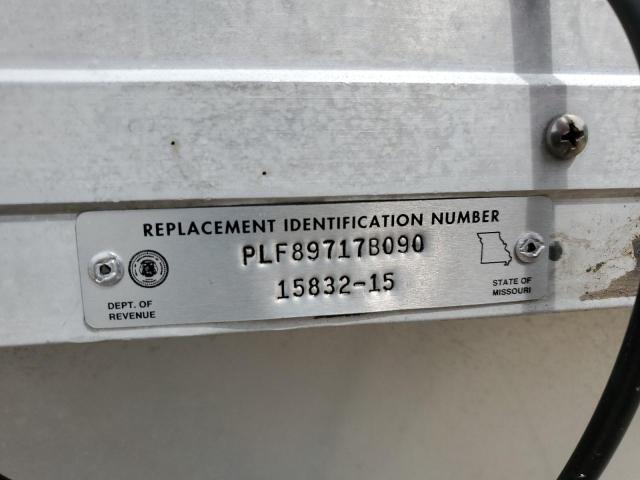 REPLACEMENT IDENTIFICATION NUMBER
PLF89717B090
15832-15
DEPT. OF
REVENUE
STATE OF
MISSOURI